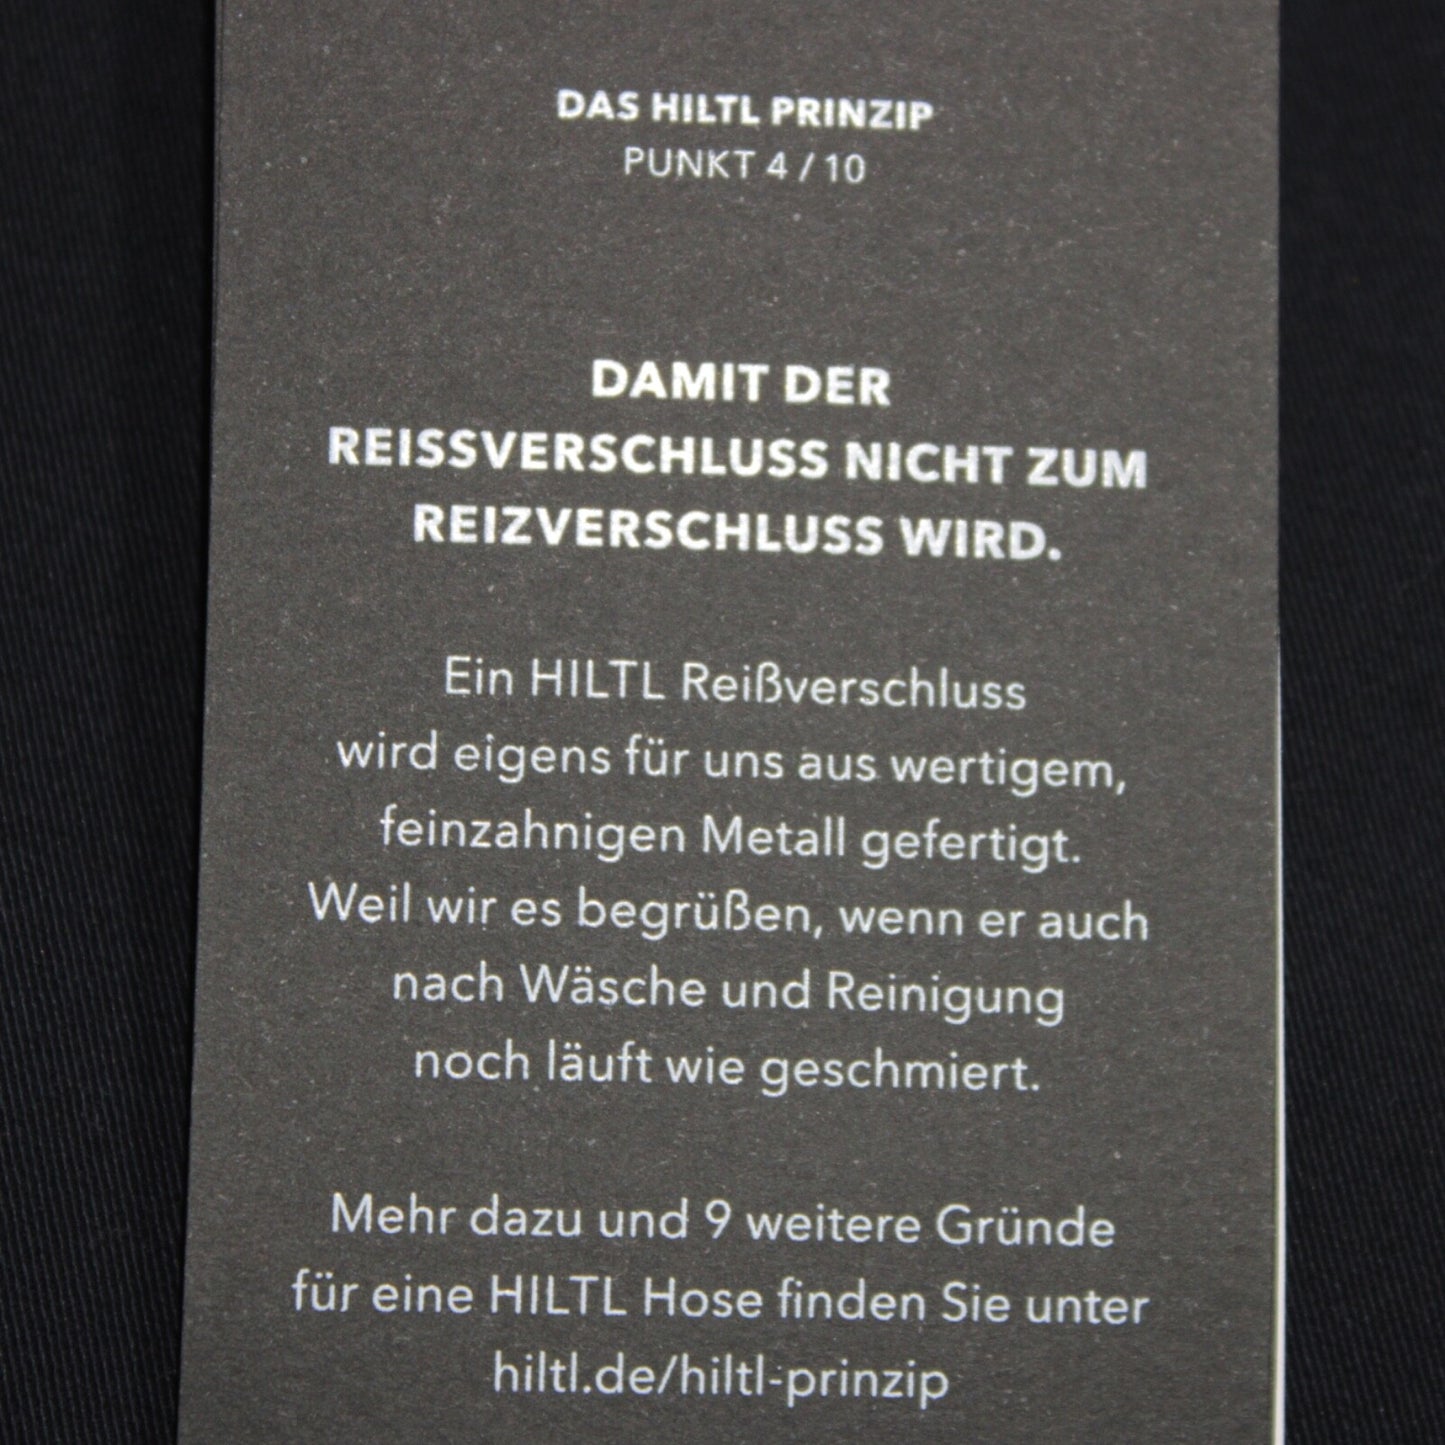 DAS HILTL PRINZIP
PUNKT 4 / 10
DAMIT DER
REISSVERSCHLUSS NICHT ZUM
REIZVERSCHLUSS WIRD.
Ein HILTL Reißverschluss
wird eigens für uns aus wertigem,
feinzahnigen Metall gefertigt.
Weil wir es begrüßen, wenn er auch
nach Wäsche und Reinigung
noch läuft wie geschmiert.
Mehr dazu und 9 weitere Gründe
für eine HILTL Hose finden Sie unter
hiltl.de/hiltl-prinzip